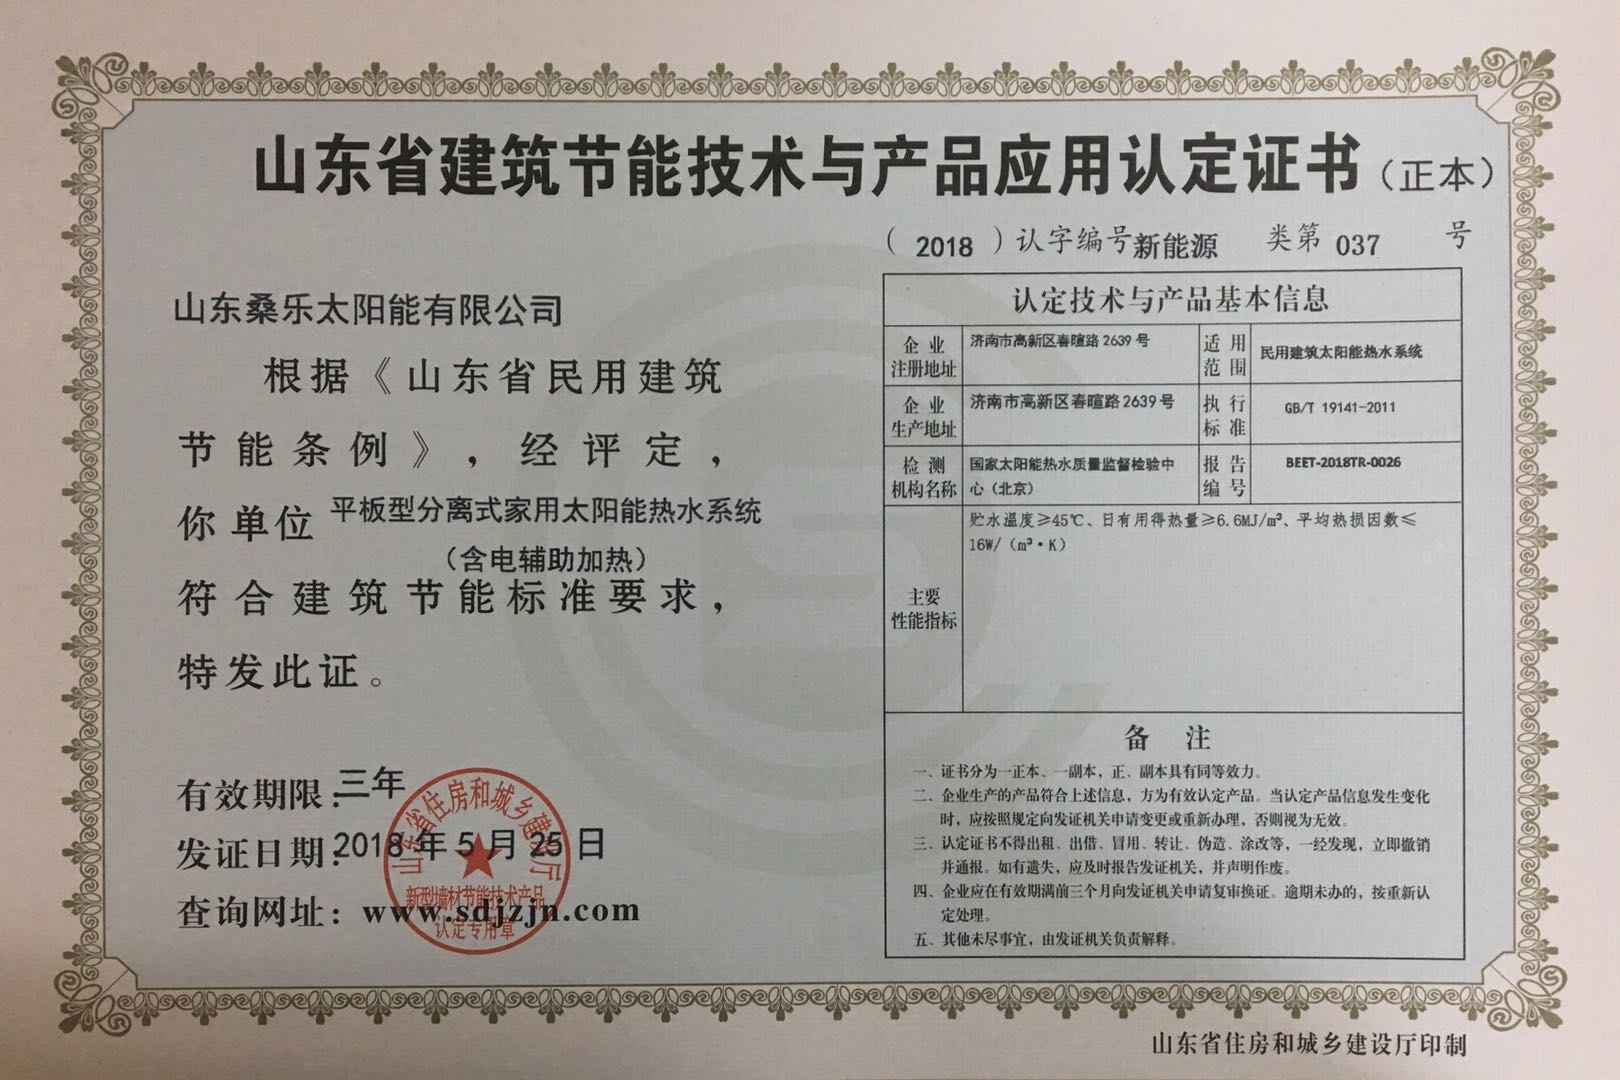 山东省建筑节能技术与产品应用认定证书（正本）
（2018）认字编号新能源 类第 037 号
山东桑乐太阳能有限公司
根据《山东省民用建筑
节能条例》，经评定，
你单位 平板型分离式家用太阳能热水系统
（含电辅助加热）
符合建筑节能标准要求，
特发此证。
有效期限：三年
发证日期：2018年5月25日
查询网址：www.sdjzjn.com
山东省住房和城乡建设厅
新型墙材节能技术产品
认定专用章
认定技术与产品基本信息
企业注册地址 济南市高新区春暄路2639号 适用范围 民用建筑太阳能热水系统
企业生产地址 济南市高新区春暄路2639号 执行标准 GB/T 19141-2011
检测机构名称 国家太阳能热水质量监督检验中心（北京） 报告编号 BEET-2018TR-0026
主要性能指标
贮水温度≥45℃、日有用得热量≥6.6MJ/m²、平均热损因数≤
16W/（m³·K）
备 注
一、证书分为一正本、一副本，正、副本具有同等效力。
二、企业生产的产品符合上述信息，方为有效认定产品。当认定产品信息发生变化
时，应按照规定向发证机关申请变更或重新办理，否则视为无效。
三、认定证书不得出租、出借、冒用、转让、伪造、涂改等，一经发现，立即撤销
并通报。如有遗失，应及时报告发证机关，并声明作废。
四、企业应在有效期满前三个月向发证机关申请复审换证。逾期未办的，按重新认
定处理。
五、其他未尽事宜，由发证机关负责解释。
山东省住房和城乡建设厅印制